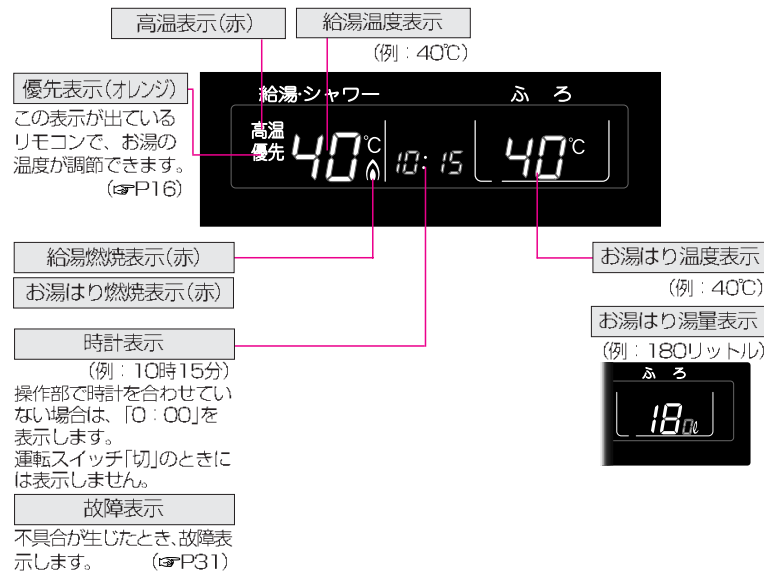 高温表示(赤)
給湯温度表示
(例：40℃)
優先表示(オレンジ)
この表示が出ている
リモコンで、お湯の
温度が調節できます。
(☞P16)
給湯・シャワー
ふ ろ
高温
優先
40℃
10:15
40℃
給湯燃焼表示(赤)
お湯はり燃焼表示(赤)
時計表示
(例：10時15分)
操作部で時計を合わせてい
ない場合は、「0：00」を
表示します。
運転スイッチ「切」のときに
は表示しません。
故障表示
不具合が生じたとき、故障表
示します。 (☞P31)
お湯はり温度表示
(例：40℃)
お湯はり湯量表示
(例：180リットル)
ふ ろ
180ℓ